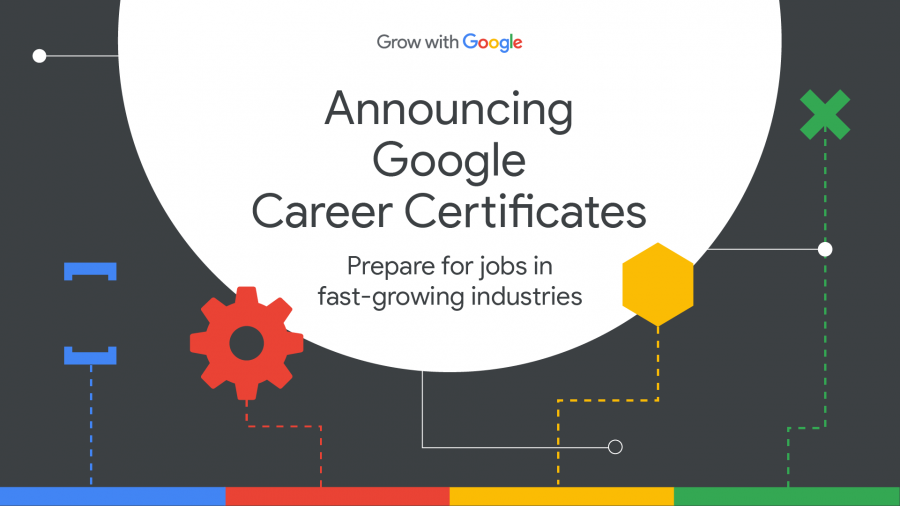 Grow with Google
Announcing
Google
Career Certificates
Prepare for jobs in
fast-growing industries